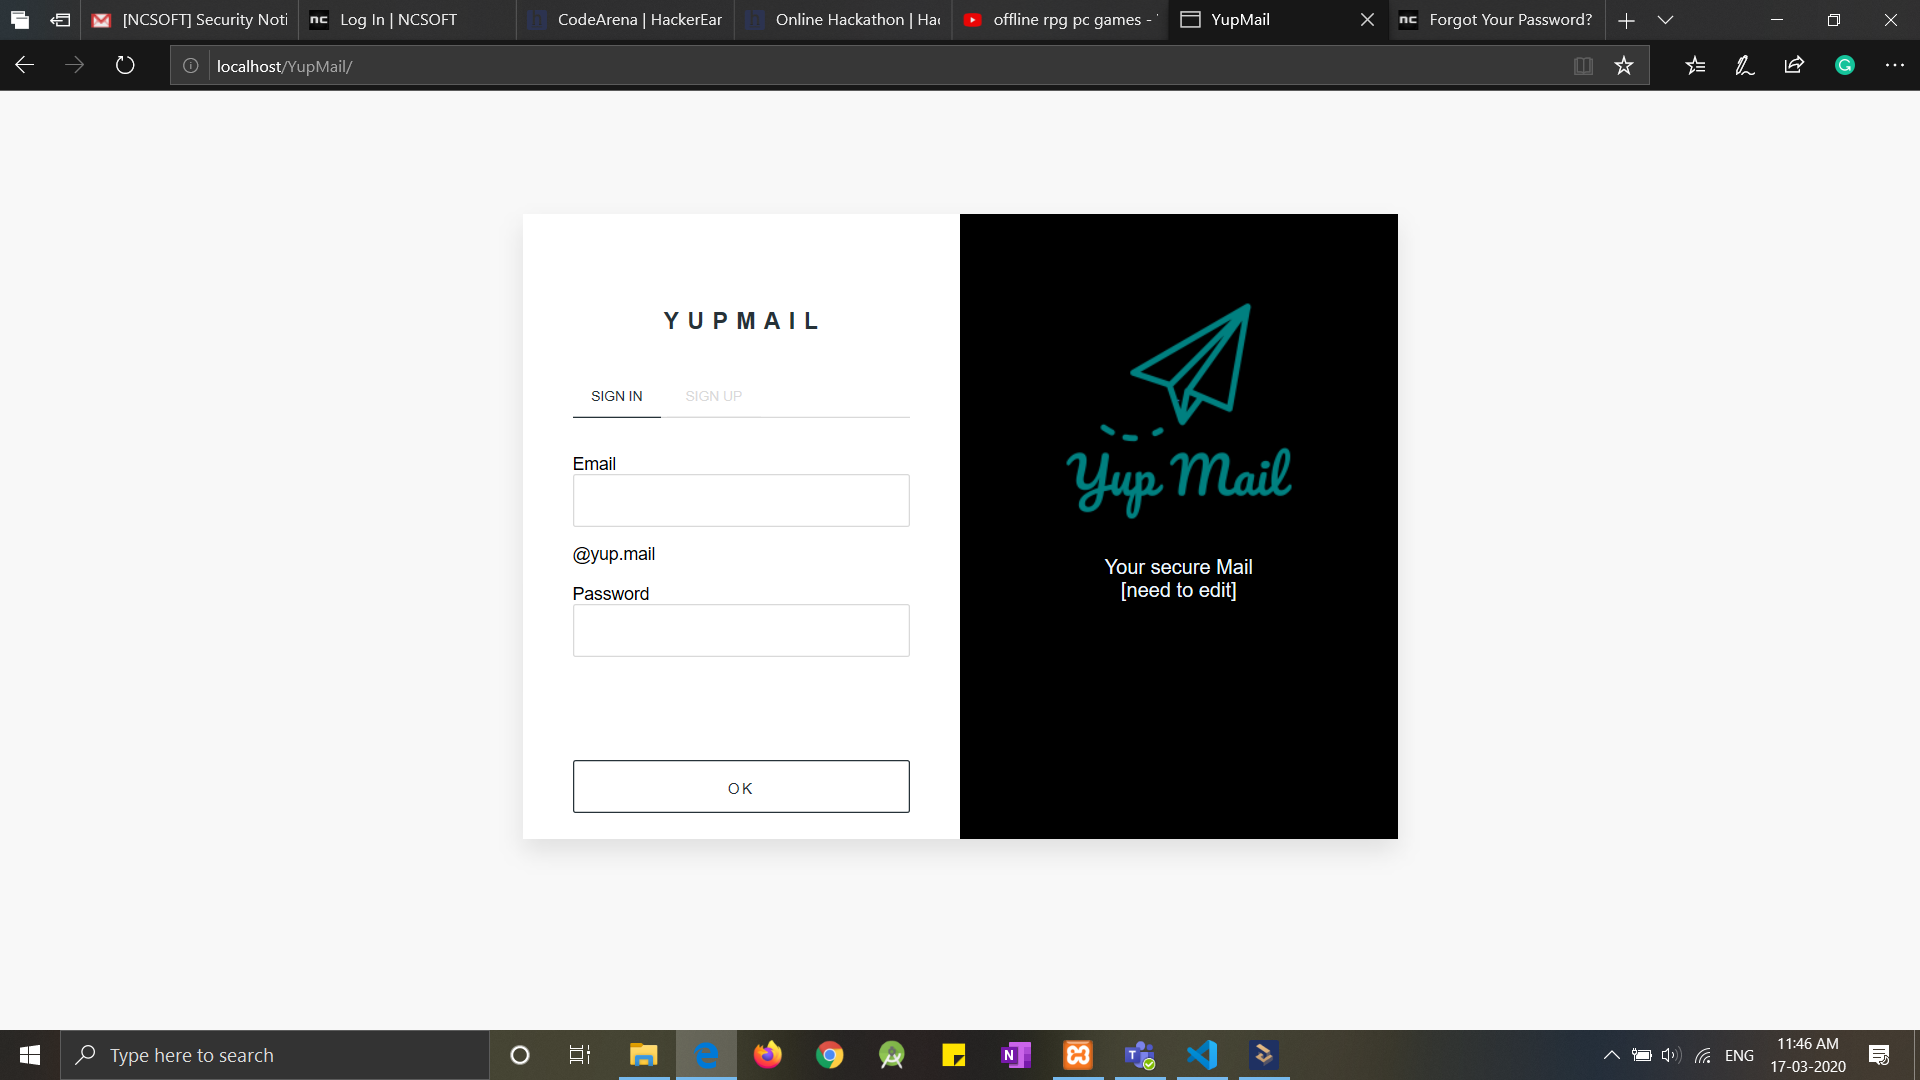 [NCSOFT] Security Noti
Log In | NCSOFT
CodeArena | HackerEar
Online Hackathon | Hac
offline rpg pc games -
YupMail
Forgot Your Password?
localhost/YupMail/
YUPMAIL
SIGN IN
SIGN UP
Email
@yup.mail
Password
OK
Yup Mail
Your secure Mail
[need to edit]
Type here to search
ENG
11:46 AM
17-03-2020